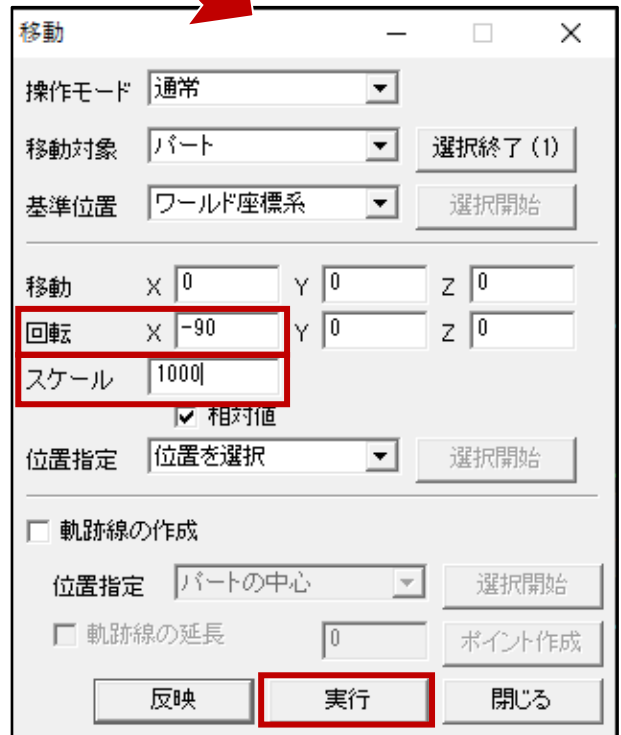 移動
操作モード 通常
移動対象 パート 選択終了 (1)
基準位置 ワールド座標系 選択開始
移動 X 0 Y 0 Z 0
回転 X -90 Y 0 Z 0
スケール 1000
相対値
位置指定 位置を選択 選択開始
軌跡線の作成
位置指定 パートの中心 選択開始
軌跡線の延長 0 ポイント作成
反映 実行 閉じる